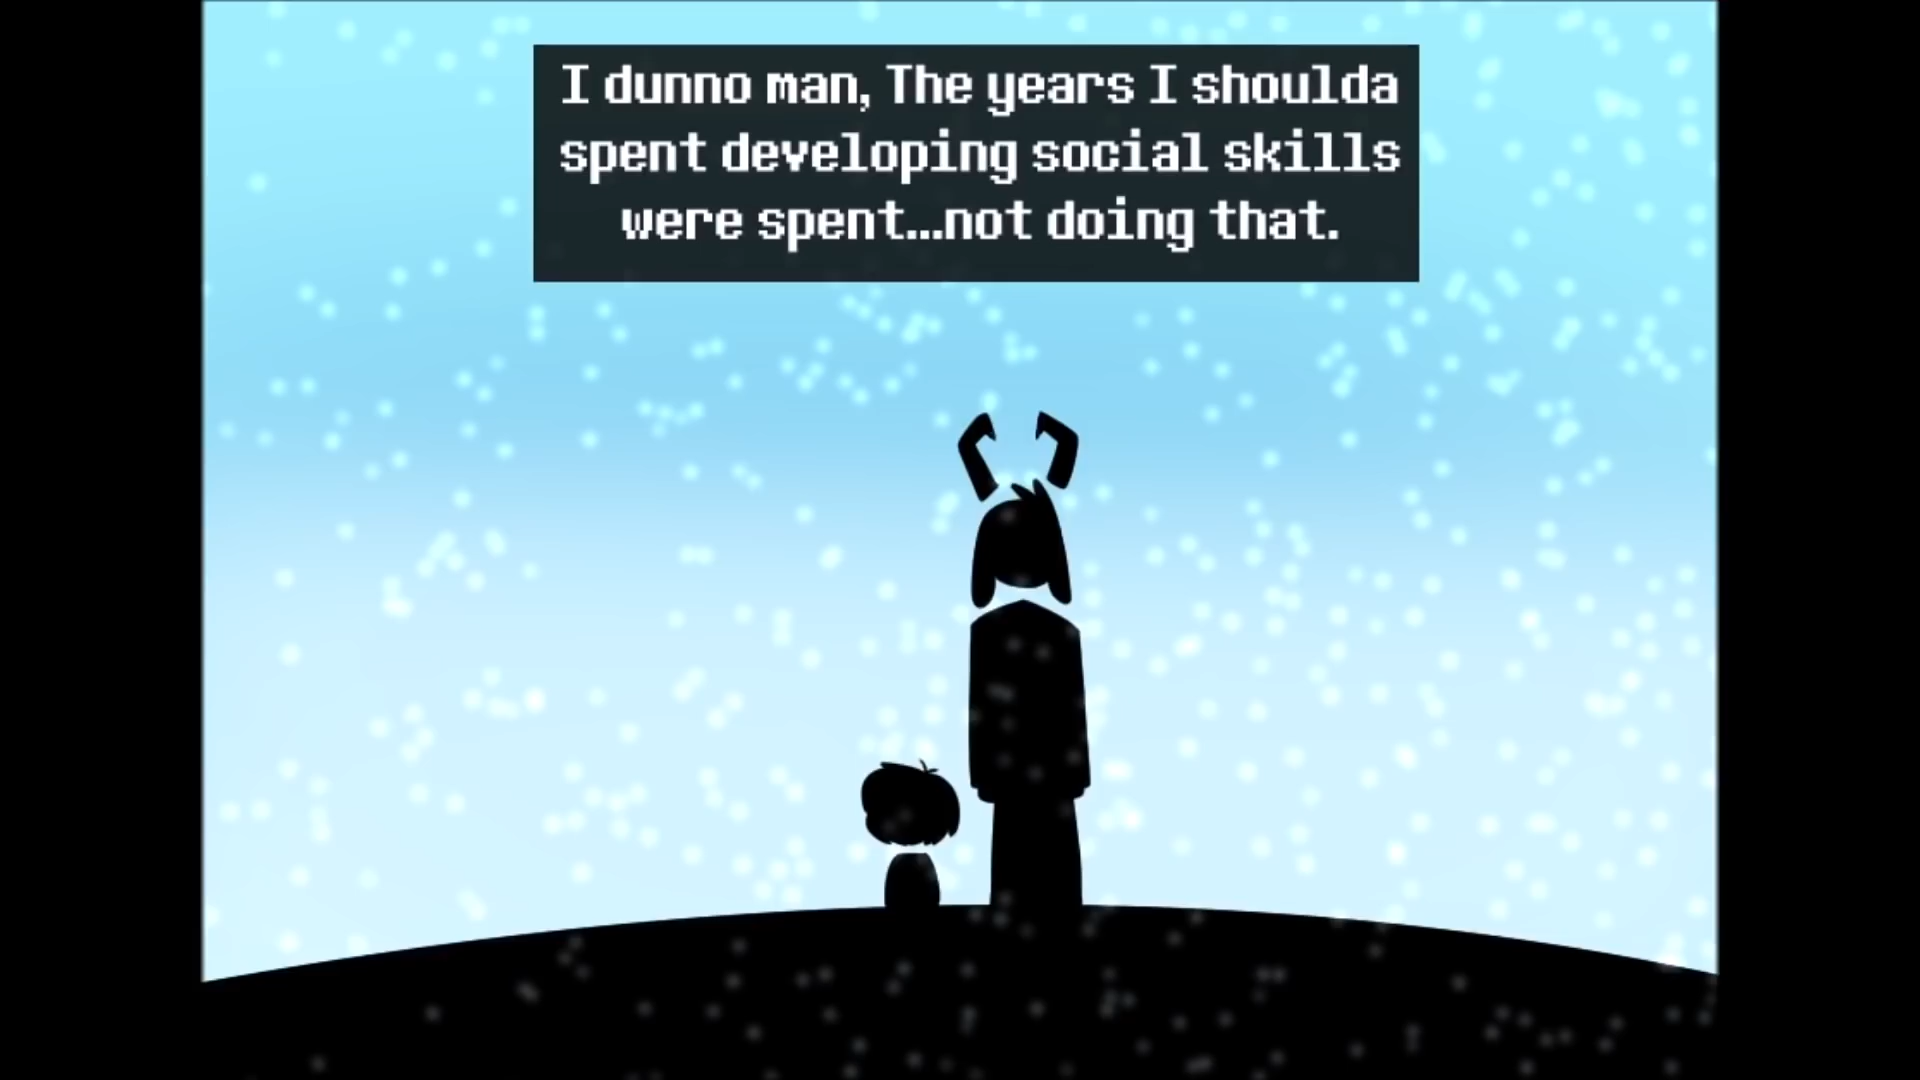 I dunno man, The years I shoulda
spent developing social skills
were spent...not doing that.